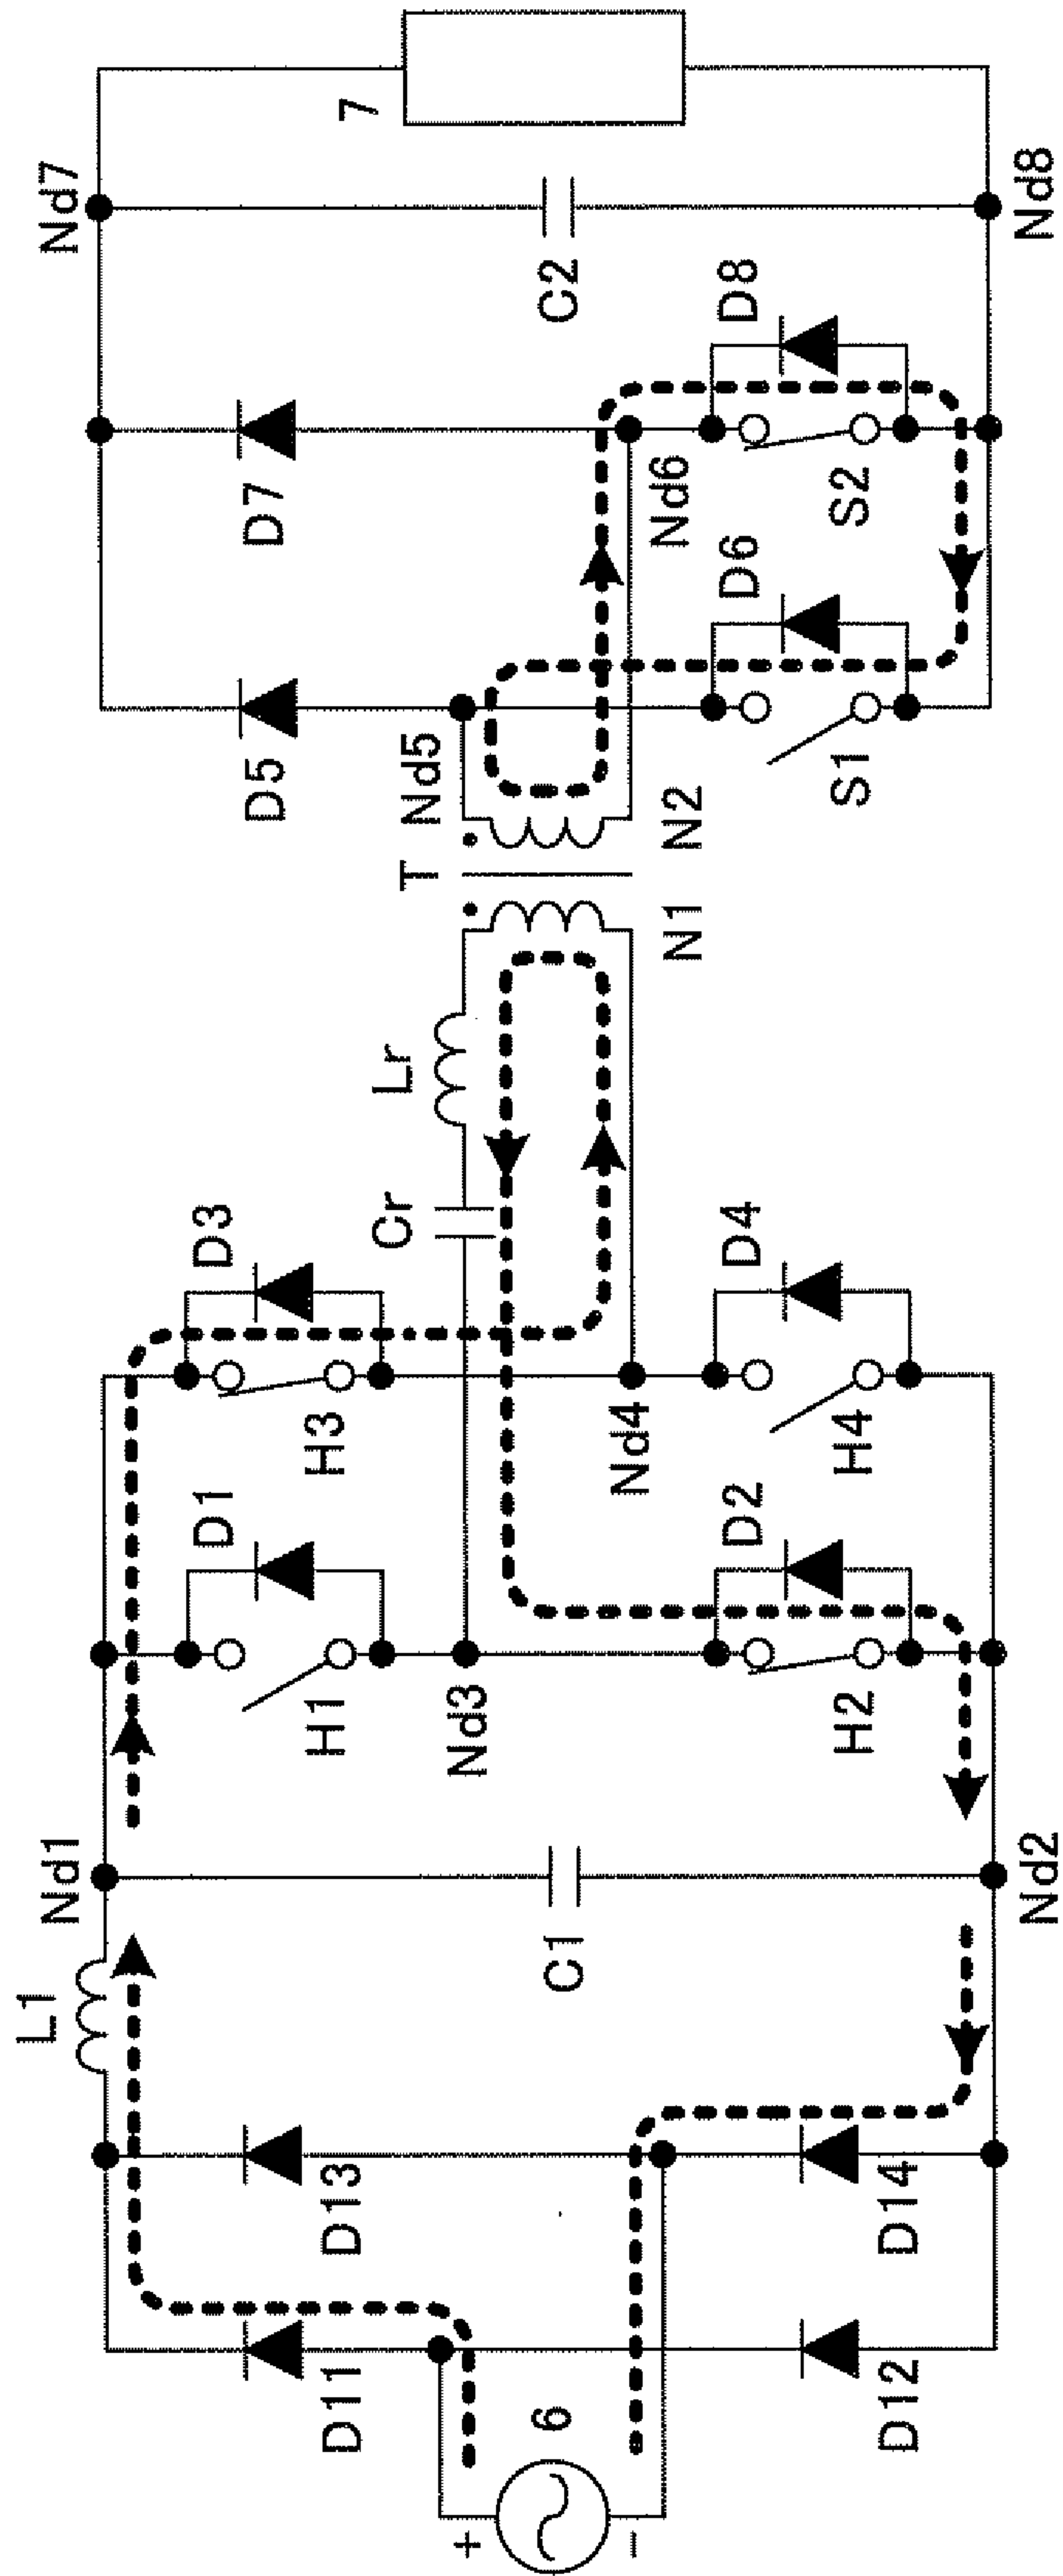 L1
Nd1
Nd7
7
D13
D11
H1
D1
H3
D3
Cr
Lr
T
D5
D7
Nd5
Nd3
Nd4
N1
N2
Nd6
C2
C1
+
6
-
D12
D14
H2
D2
H4
D4
S1
D6
S2
D8
Nd2
Nd8